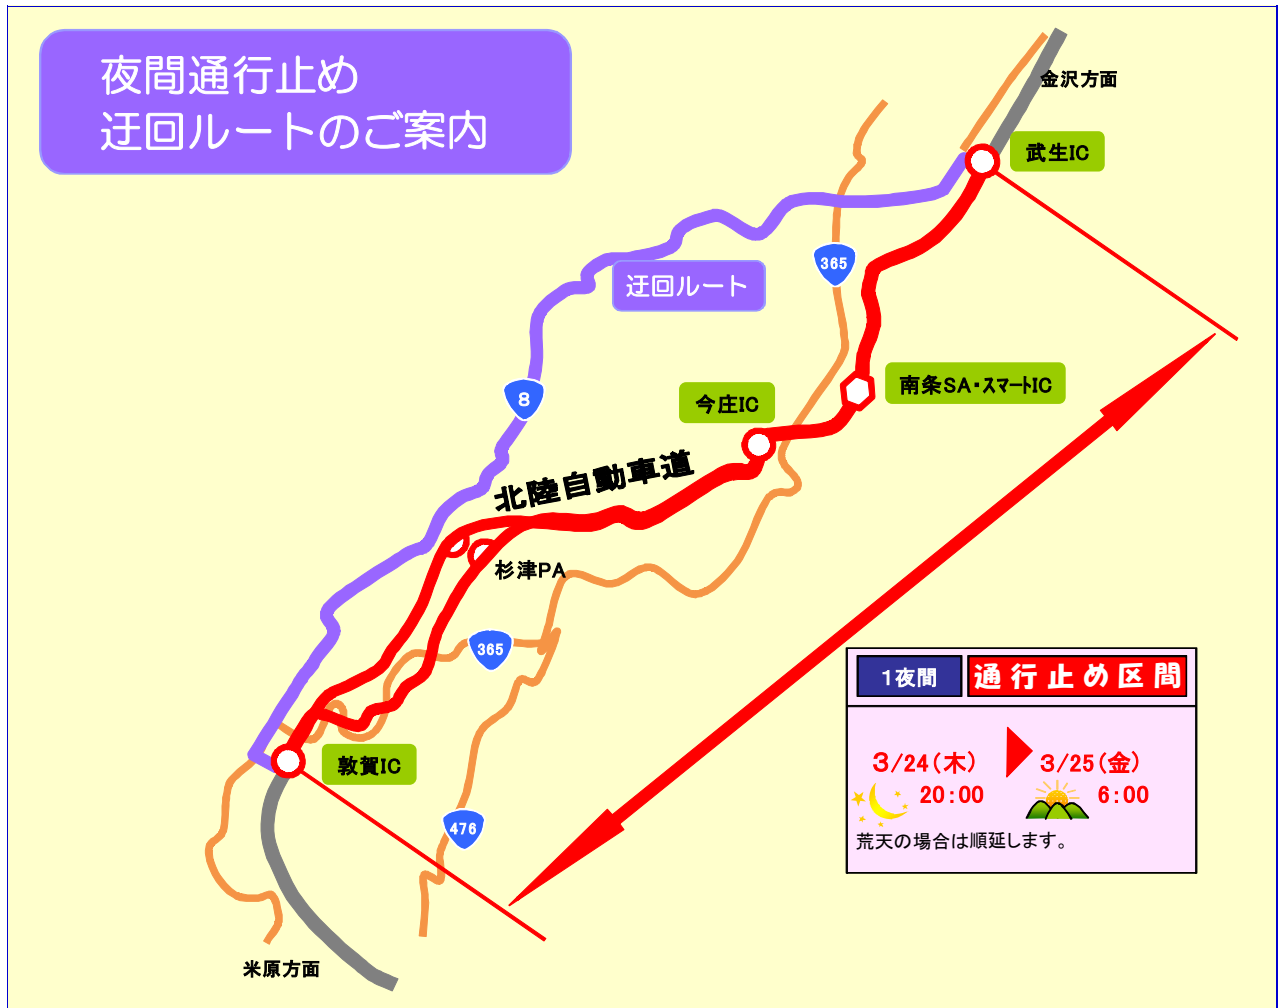 夜間通行止め
迂回ルートのご案内
金沢方面
武生IC
365
迂回ルート
南条SA・スマートIC
8
今庄IC
北陸自動車道
杉津PA
365
1夜間
通行止め区間
敦賀IC
3/24(木)
3/25(金)
20:00
6:00
476
荒天の場合は順延します。
米原方面